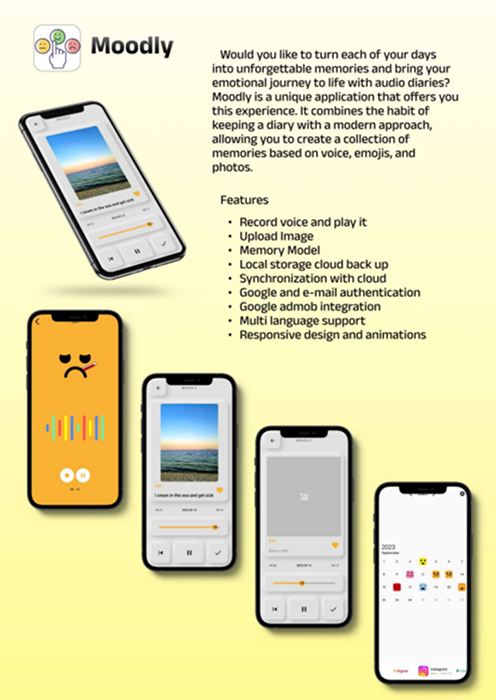 Moodly
Would you like to turn each of your days
into unforgettable memories and bring your
emotional journey to life with audio diaries?
Moodly is a unique application that offers you
this experience. It combines the habit of
keeping a diary with a modern approach,
allowing you to create a collection of
memories based on voice, emojis, and
photos.
Features
• Record voice and play it
• Upload Image
• Memory Model
• Local storage cloud back up
• Synchronization with cloud
• Google and e-mail authentication
• Google admob integration
• Multi language support
• Responsive design and animations
I swam in the sea and get sick
I swam in the sea and get sick
2023
September
Instagram
Instagram